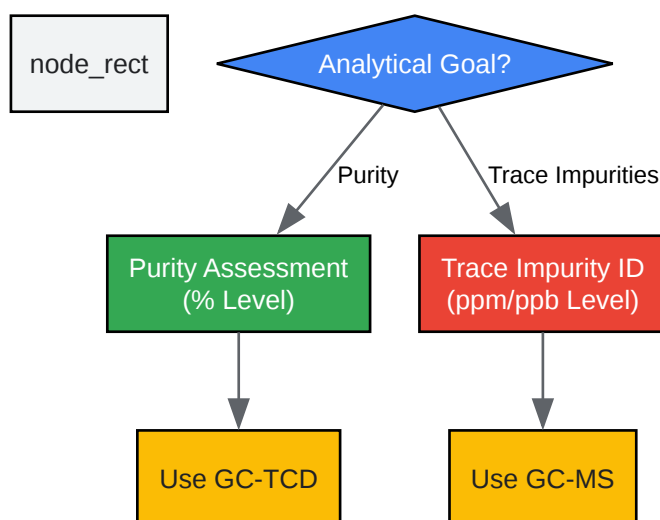 node_rect
Analytical Goal?
Purity
Trace Impurities
Purity Assessment
(% Level)
Trace Impurity ID
(ppm/ppb Level)
Use GC-TCD
Use GC-MS